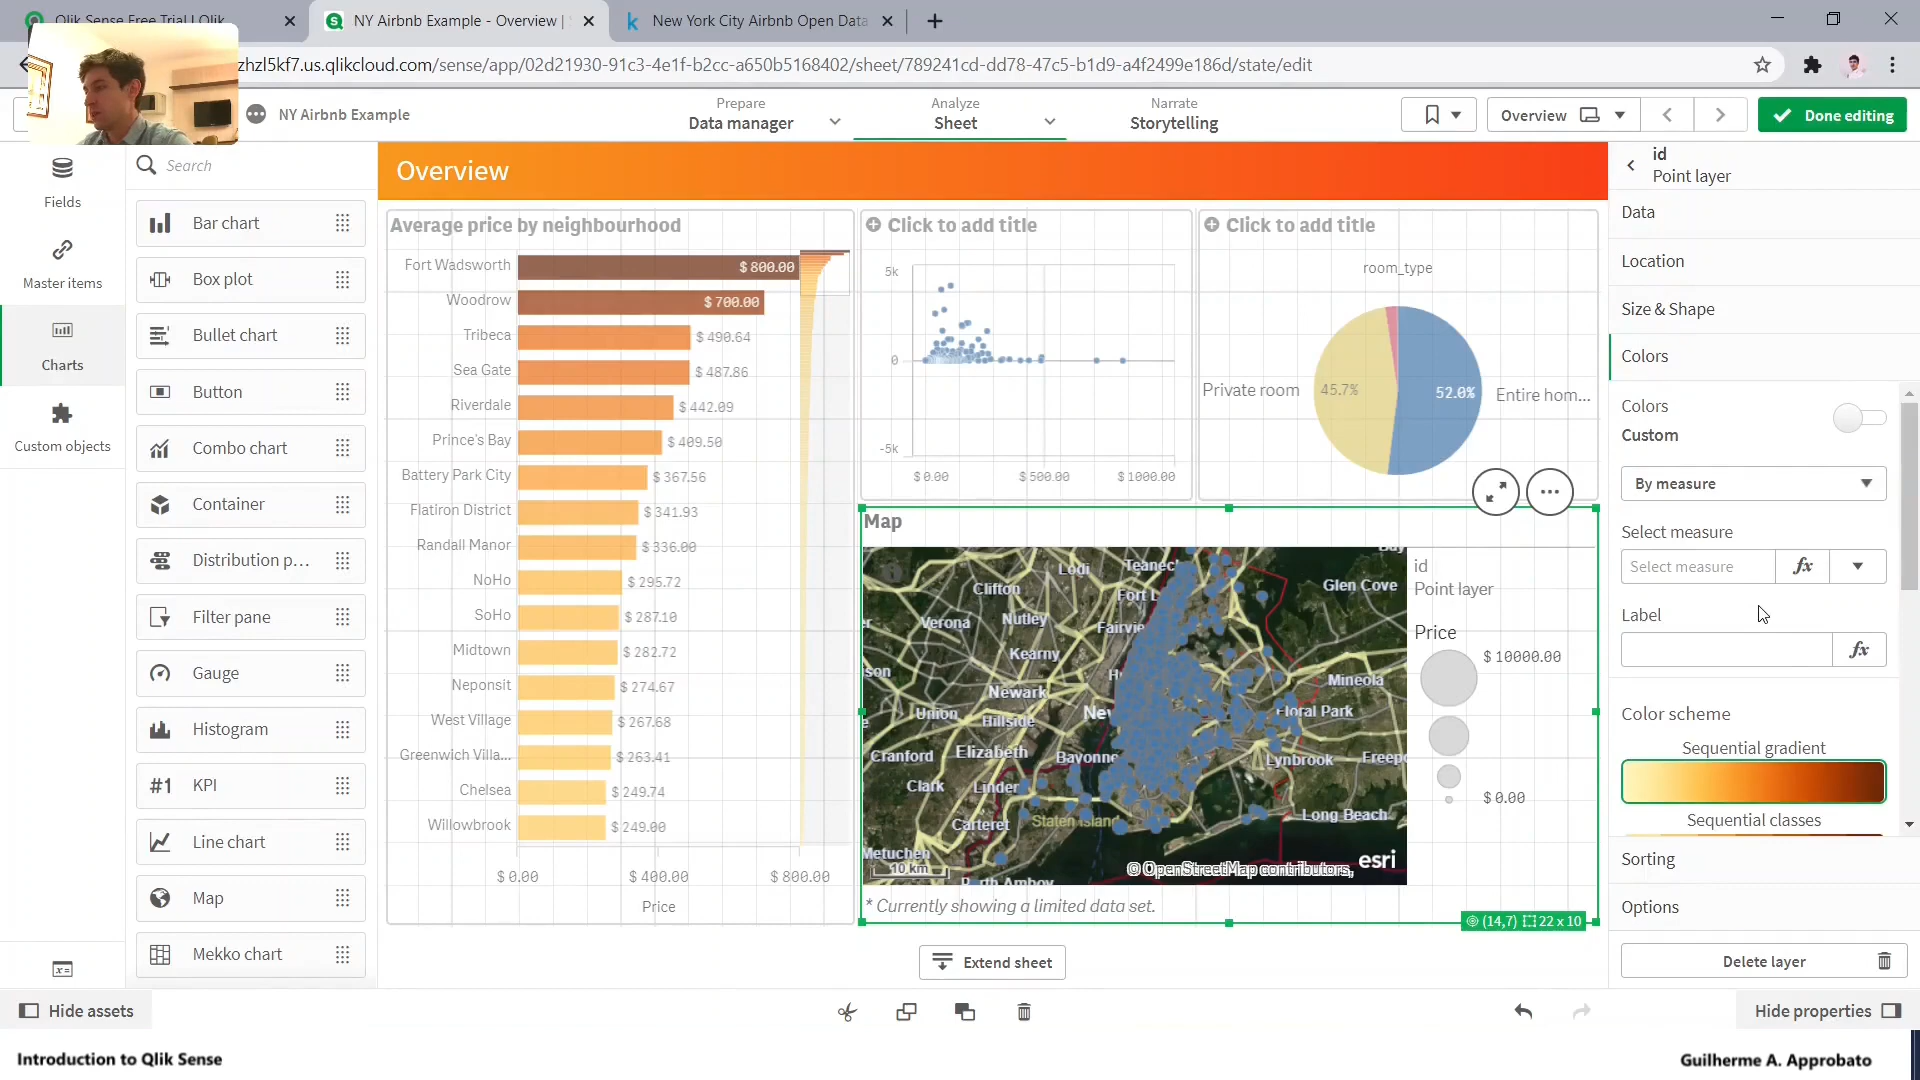 Qlik Sense Free Trial | Qlik
NY Airbnb Example - Overview |
New York City Airbnb Open Data
zhzl5kf7.us.qlikcloud.com/sense/app/02d21930-91c3-4e1f-b2cc-a650b5168402/sheet/789241cd-dd78-47c5-b1d9-a4f2499e186d/state/edit
NY Airbnb Example
Prepare
Data manager
Analyze
Sheet
Narrate
Storytelling
Overview
Done editing
Fields
Master items
Charts
Custom objects
Search
Bar chart
Box plot
Bullet chart
Button
Combo chart
Container
Distribution p...
Filter pane
Gauge
Histogram
#1 KPI
Line chart
Map
Mekko chart
Overview
Average price by neighbourhood
Fort Wadsworth $ 800.00
Woodrow $ 700.00
Tribeca $ 490.64
Sea Gate $ 487.86
Riverdale $ 442.09
Prince's Bay $ 409.50
Battery Park City $ 367.56
Flatiron District $ 341.93
Randall Manor $ 336.00
NoHo $ 295.72
SoHo $ 287.10
Midtown $ 282.72
Neponsit $ 274.67
West Village $ 267.68
Greenwich Villa... $ 263.41
Chelsea $ 249.74
Willowbrook $ 249.00
$ 0.00 $ 400.00 $ 800.00
Price
Click to add title
5k
0
-5k
$ 0.00 $ 500.00 $ 1000.00
Click to add title
room_type
Private room 45.7% 52.0% Entire hom...
Map
Lodi Teanec
Clifton Fort L Glen Cove
Verona Nutley Fairvie
son Kearny
Newark Mineola
Union Hillside New Floral Park
Cranford Elizabeth Bayonne Lynbrook Freep
Clark Linden
Carteret Staten Island Long Beach
Metuchen
10 km © OpenStreetMap contributors, esri
Perth Amboy
* Currently showing a limited data set.
id
Point layer
Price
$ 10000.00
$ 0.00
(14,7) 22 x 10
Extend sheet
id
Point layer
Data
Location
Size & Shape
Colors
Colors
Custom
By measure
Select measure
Select measure fx
Label
fx
Color scheme
Sequential gradient
Sequential classes
Sorting
Options
Delete layer
Hide assets
Hide properties
Introduction to Qlik Sense
Guilherme A. Approbato